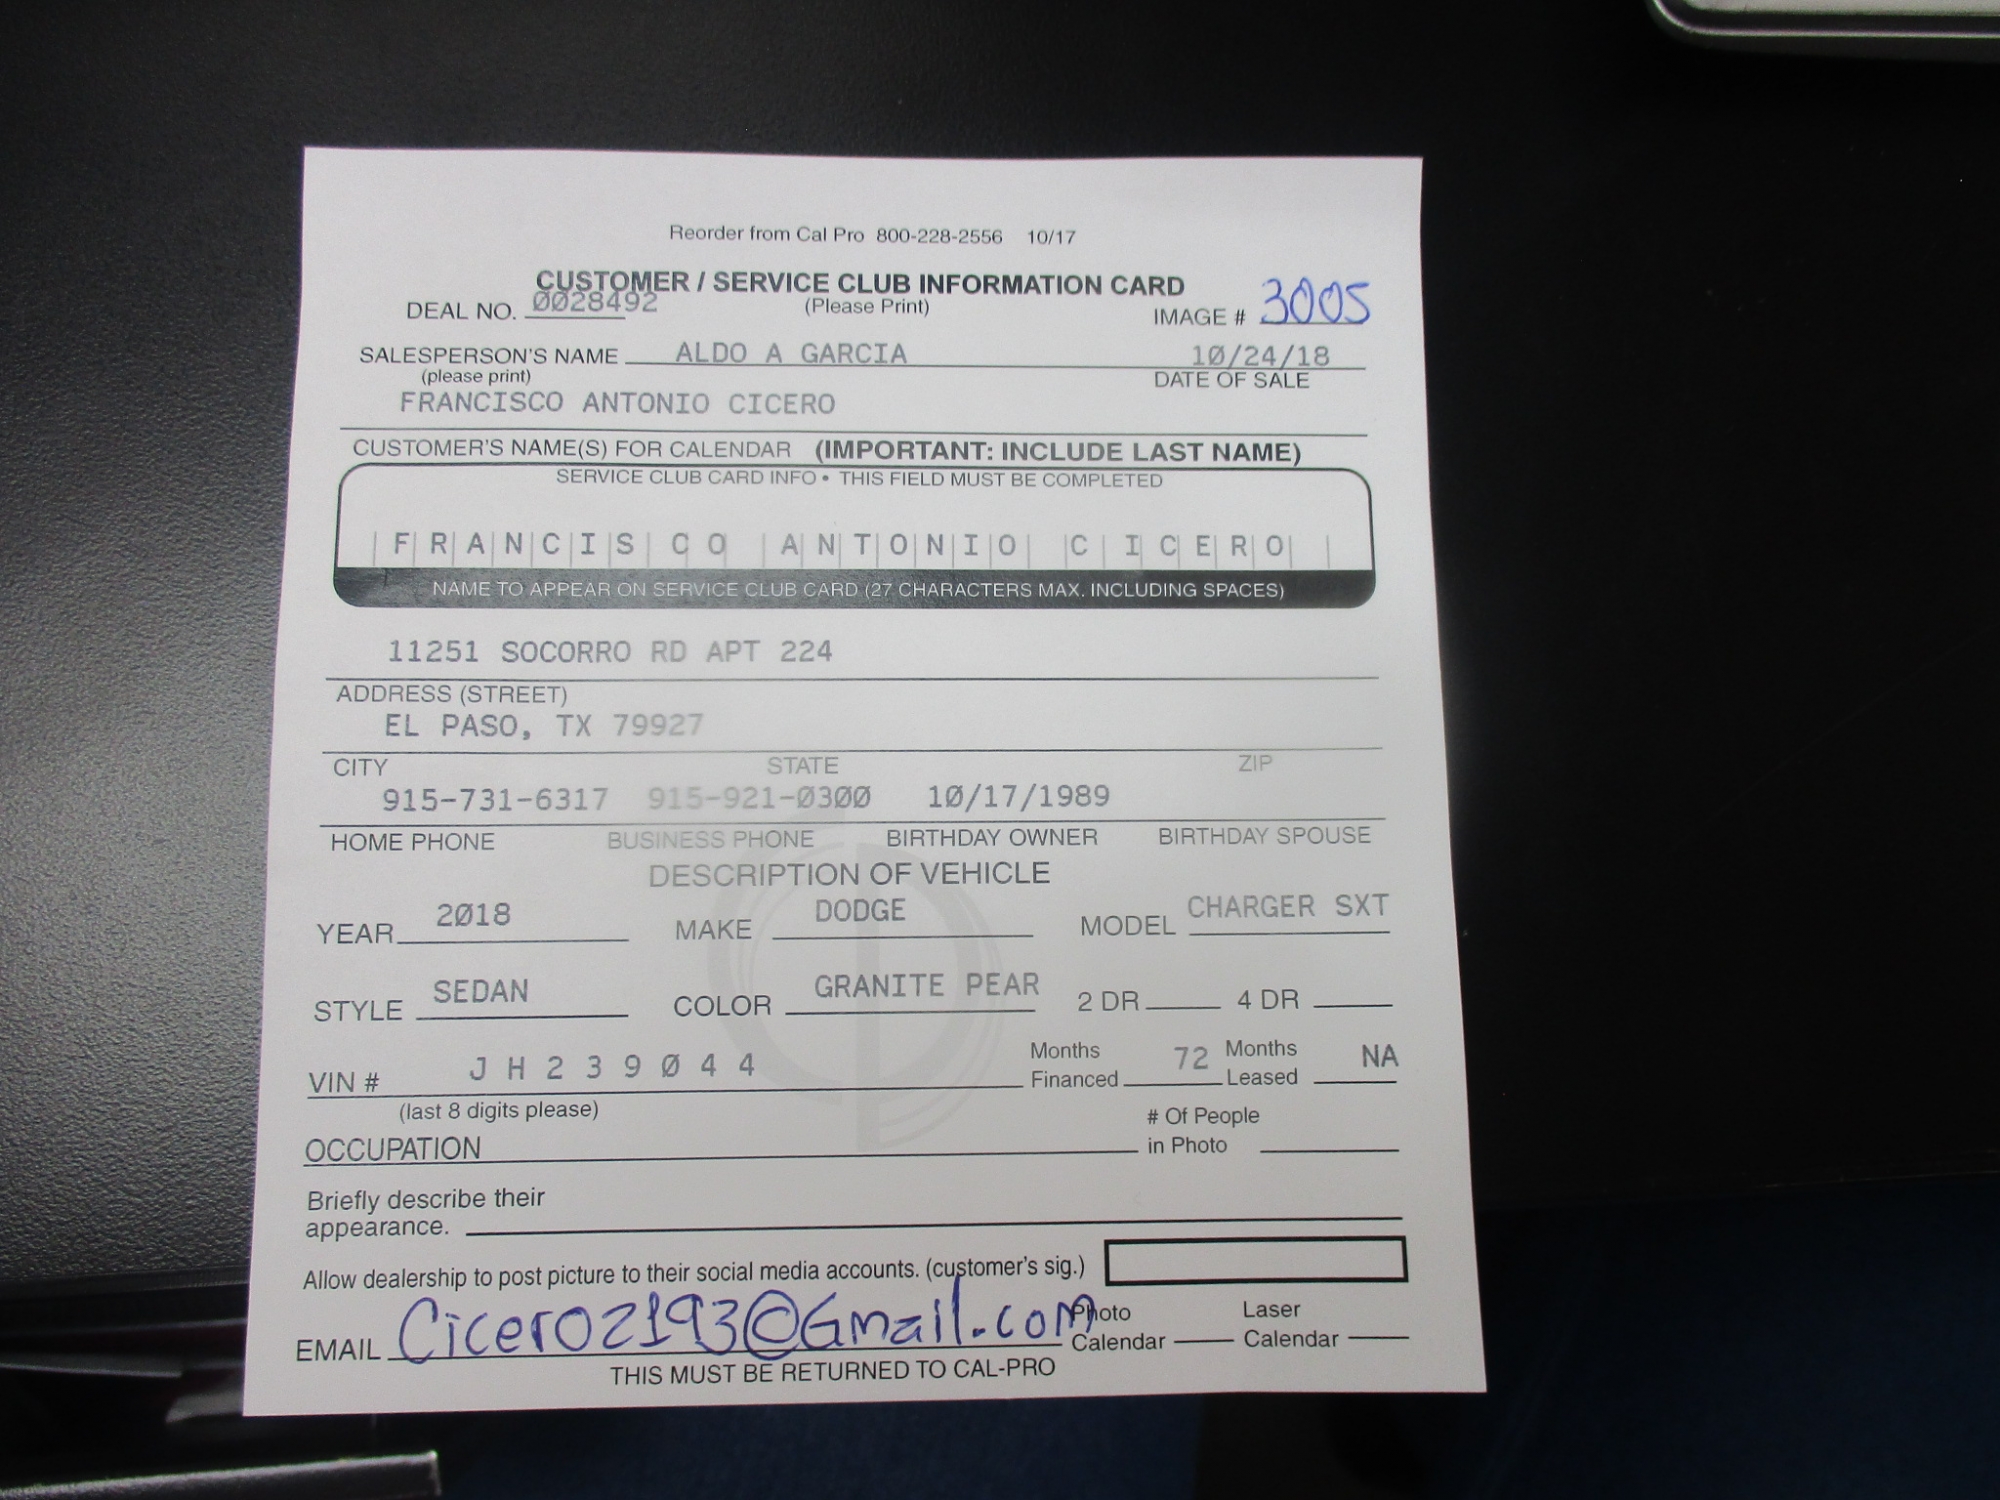 Reorder from Cal Pro 800-228-2556 10/17
CUSTOMER / SERVICE CLUB INFORMATION CARD
DEAL NO. 0028492 (Please Print) IMAGE # 3005
SALESPERSON'S NAME ALDO A GARCIA 10/24/18
(please print) DATE OF SALE
FRANCISCO ANTONIO CICERO
CUSTOMER'S NAME(S) FOR CALENDAR (IMPORTANT: INCLUDE LAST NAME)
SERVICE CLUB CARD INFO • THIS FIELD MUST BE COMPLETED
FRANCISCO ANTONIO CICERO
NAME TO APPEAR ON SERVICE CLUB CARD (27 CHARACTERS MAX. INCLUDING SPACES)
11251 SOCORRO RD APT 224
ADDRESS (STREET)
EL PASO, TX 79927
CITY STATE ZIP
915-731-6317 915-921-0300 10/17/1989
HOME PHONE BUSINESS PHONE BIRTHDAY OWNER BIRTHDAY SPOUSE
DESCRIPTION OF VEHICLE
YEAR 2018 MAKE DODGE MODEL CHARGER SXT
STYLE SEDAN COLOR GRANITE PEAR 2 DR 4 DR
VIN # JH239044 Months Financed 72 Months Leased NA
(last 8 digits please)
OCCUPATION # Of People in Photo
Briefly describe their
appearance.
Allow dealership to post picture to their social media accounts. (customer's sig.)
EMAIL Cicero2193@Gmail.com Photo Calendar Laser Calendar
THIS MUST BE RETURNED TO CAL-PRO